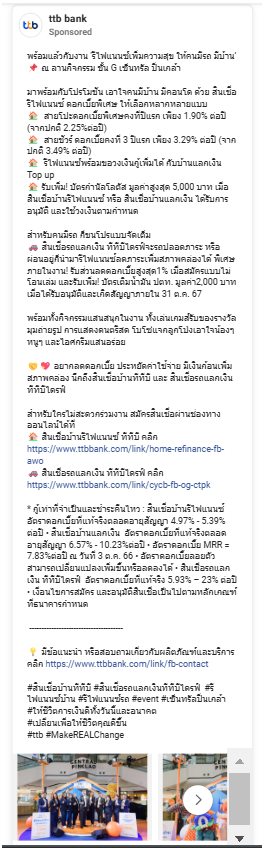 ttb bank
Sponsored
พร้อมแล้วกับงาน 'รีไฟแนนซ์เพิ่มความสุข ให้คนมีรถ มีบ้าน'
📌 ณ ลานกิจกรรม ชั้น G เซ็นทรัล ปิ่นเกล้า
มาพร้อมกับโปรโมชัน เอาใจคนมีบ้าน มีคอนโด ด้วย สินเชื่อ
รีไฟแนนซ์ ดอกเบี้ยพิเศษ ให้เลือกหลากหลายแบบ
🏠 สายโปะดอกเบี้ยพิเศษคงที่ปีแรก เพียง 1.90% ต่อปี
(จากปกติ 2.25%ต่อปี)
🏠 สายชัวร์ ดอกเบี้ยคงที่ 3 ปีแรก เพียง 3.29% ต่อปี (จาก
ปกติ 3.49% ต่อปี)
🏠 รีไฟแนนซ์พร้อมขอวงเงินกู้เพิ่มได้ กับบ้านแลกเงิน
Top up
🏠 รับเพิ่ม! บัตรกำนัลโลตัส มูลค่าสูงสุด 5,000 บาท เมื่อ
สินเชื่อบ้านรีไฟแนนซ์ หรือ สินเชื่อบ้านแลกเงิน ได้รับการ
อนุมัติ และใช้วงเงินตามกำหนด
สำหรับคนมีรถ ก็ขนโปรแบบจัดเต็ม
🚙 สินเชื่อรถแลกเงิน ทีทีบีไดรฟ์จะรถปลอดภาระ หรือ
ผ่อนอยู่ก็นำมารีไฟแนนซ์ลดภาระเพิ่มสภาพคล่องได้ พิเศษ
ภายในงาน! รับส่วนลดดอกเบี้ยสูงสุด1% เมื่อสมัครแบบไม่
โอนเล่ม และรับเพิ่ม! บัตรเติมน้ำมัน ปตท. มูลค่า2,000 บาท
เมื่อได้รับอนุมัติและเคิดสัญญาภายใน 31 ต.ค. 67
พร้อมทั้งกิจกรรมแสนสนุกในงาน ทั้งเล่นเกมส์รับของรางวัล
มุมถ่ายรูป การแสดงดนตรีสด โบโซ่แจกลูกโป่งเอาใจน้องๆ
หนูๆ และไอศกรีมแสนอร่อย
🧡 💖 อยากลดดอกเบี้ย ประหยัดค่าใช้จ่าย มีเงินก้อนเพิ่ม
สภาพคล่อง นึกถึงสินเชื่อบ้านทีทีบี และ สินเชื่อรถแลกเงิน
ทีทีบีไดรฟ์
สำหรับใครไม่สะดวกร่วมงาน สมัครสินเชื่อผ่านช่องทาง
ออนไลน์ได้ที่
🏠 สินเชื่อบ้านรีไฟแนนซ์ ทีทีบี คลิก
https://www.ttbbank.com/link/home-refinance-fb-
awo
🚙 สินเชื่อรถแลกเงิน ทีทีบีไดรฟ์ คลิก
https://www.ttbbank.com/link/cycb-fb-og-ctpk
* กู้เท่าที่จำเป็นและชำระคืนไหว : สินเชื่อบ้านรีไฟแนนซ์
อัตราดอกเบี้ยที่แท้จริงตลอดอายุสัญญา 4.97% - 5.39%
ต่อปี • สินเชื่อบ้านแลกเงิน อัตราดอกเบี้ยที่แท้จริงตลอด
อายุสัญญา 6.57% - 10.23%ต่อปี • อัตราดอกเบี้ย MRR =
7.83%ต่อปี ณ วันที่ 3 ต.ค. 66 • อัตราดอกเบี้ยลอยตัว
สามารถเปลี่ยนแปลงเพิ่มขึ้นหรือลดลงได้ • สินเชื่อรถแลก
เงิน ทีทีบีไดรฟ์ อัตราดอกเบี้ยที่แท้จริง 5.93% – 23% ต่อปี
• เงื่อนไขการสมัคร และอนุมัติสินเชื่อเป็นไปตามหลักเกณฑ์
ที่ธนาคารกำหนด
-----------------------------------
💡 มีข้อแนะนำ หรือสอบถามเกี่ยวกับผลิตภัณฑ์และบริการ
คลิก https://www.ttbbank.com/link/fb-contact
#สินเชื่อบ้านทีทีบี #สินเชื่อรถแลกเงินทีทีบีไดรฟ์ #รี
ไฟแนนซ์บ้าน #รีไฟแนนซ์รถ #event #เซ็นทรัลปิ่นเกล้า
#ให้ชีวิตการเงินดีทั้งวันนี้และอนาคต
#เปลี่ยนเพื่อให้ชีวิตคุณดีขึ้น
#ttb #MakeREALChange
CENTRAL
PINKLAO